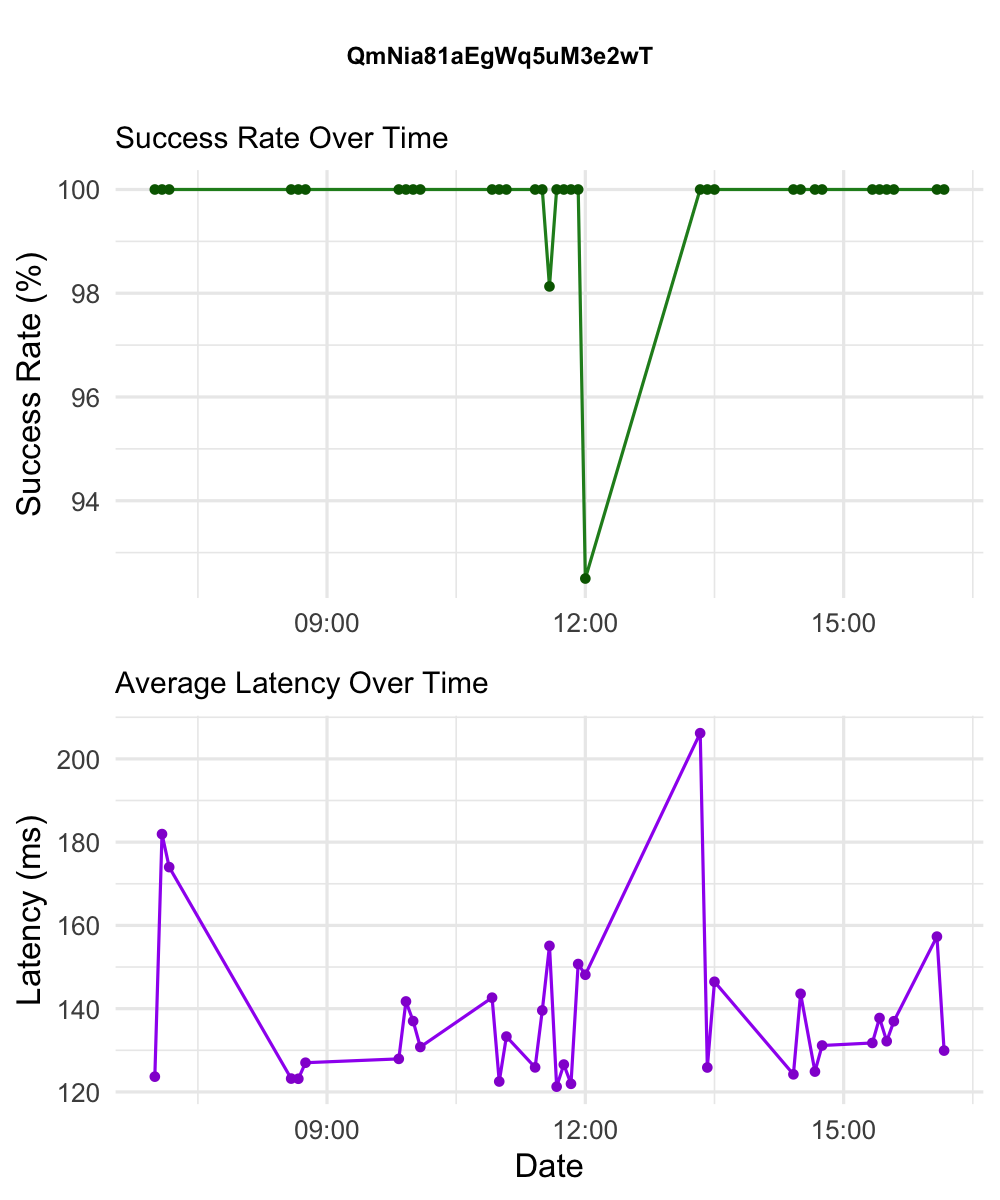 QmNia81aEgWq5uM3e2wT
Success Rate Over Time
Success Rate (%)
100
98
96
94
09:00 12:00 15:00
Average Latency Over Time
Latency (ms)
200
180
160
140
120
09:00 12:00 15:00
Date